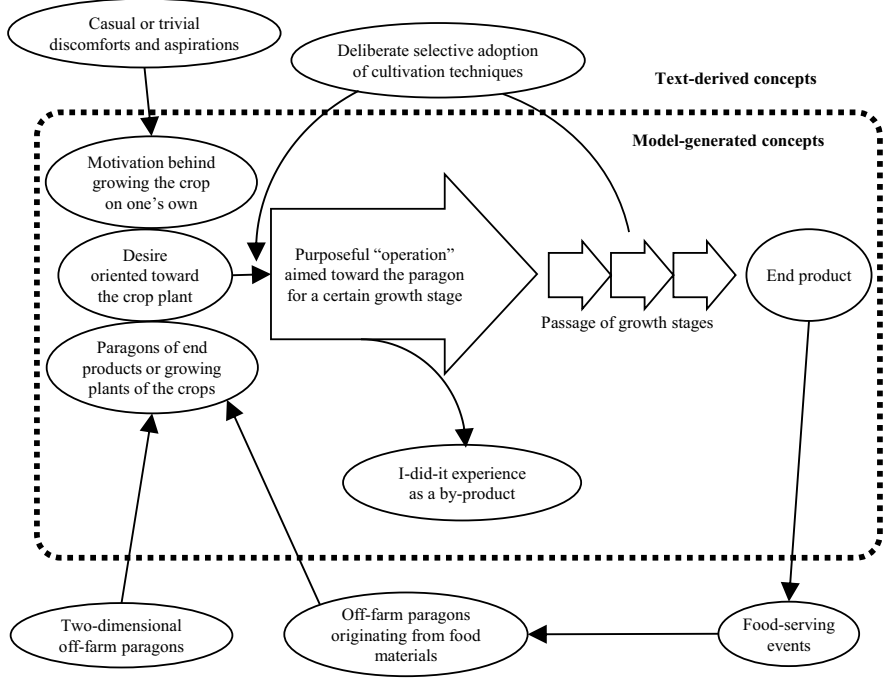 Casual or trivial
discomforts and aspirations
Deliberate selective adoption
of cultivation techniques
Text-derived concepts
Model-generated concepts
Motivation behind
growing the crop
on one's own
Desire
oriented toward
the crop plant
Purposeful “operation”
aimed toward the paragon
for a certain growth stage
Passage of growth stages
End product
Paragons of end
products or growing
plants of the crops
I-did-it experience
as a by-product
Two-dimensional
off-farm paragons
Off-farm paragons
originating from food
materials
Food-serving
events